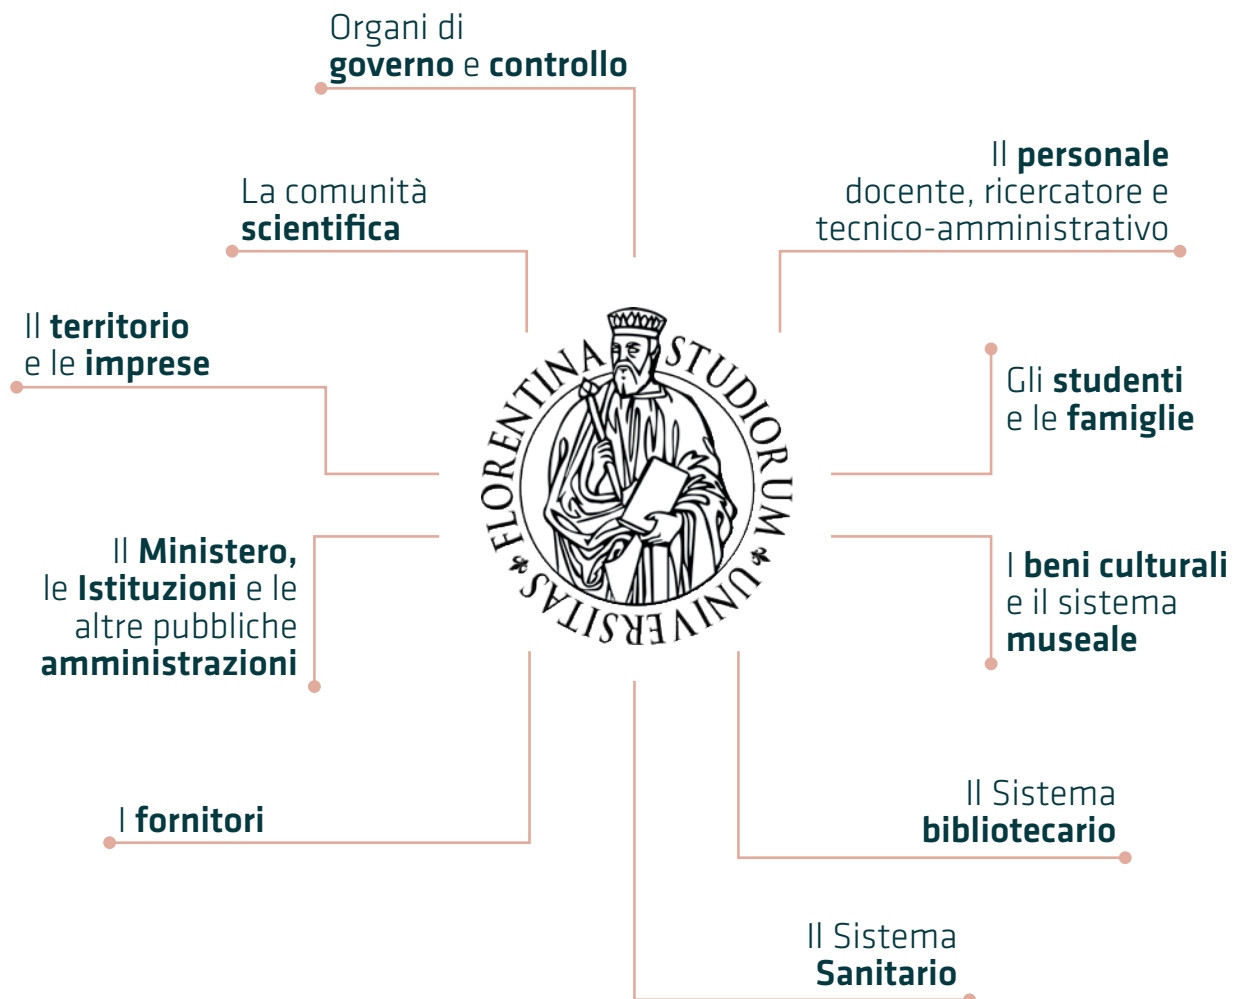 Organi di
governo e controllo
Il personale
docente, ricercatore e
tecnico-amministrativo
La comunità
scientifica
Il territorio
e le imprese
Gli studenti
e le famiglie
FLORENTINA STUDIORUM UNIVERSITAS
Il Ministero,
le Istituzioni e le
altre pubbliche
amministrazioni
I beni culturali
e il sistema
museale
I fornitori
Il Sistema
bibliotecario
Il Sistema
Sanitario